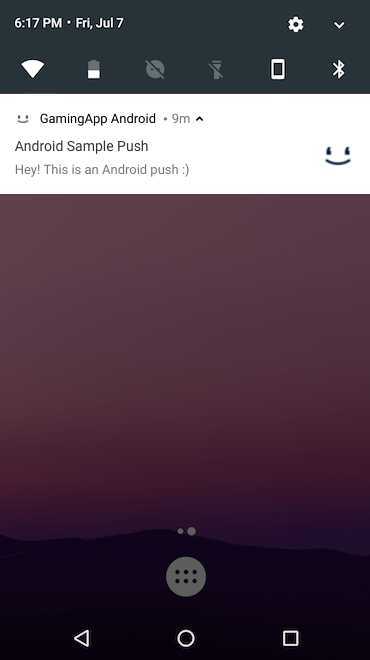 6:17 PM • Fri, Jul 7
GamingApp Android • 9m
Android Sample Push
Hey! This is an Android push :)